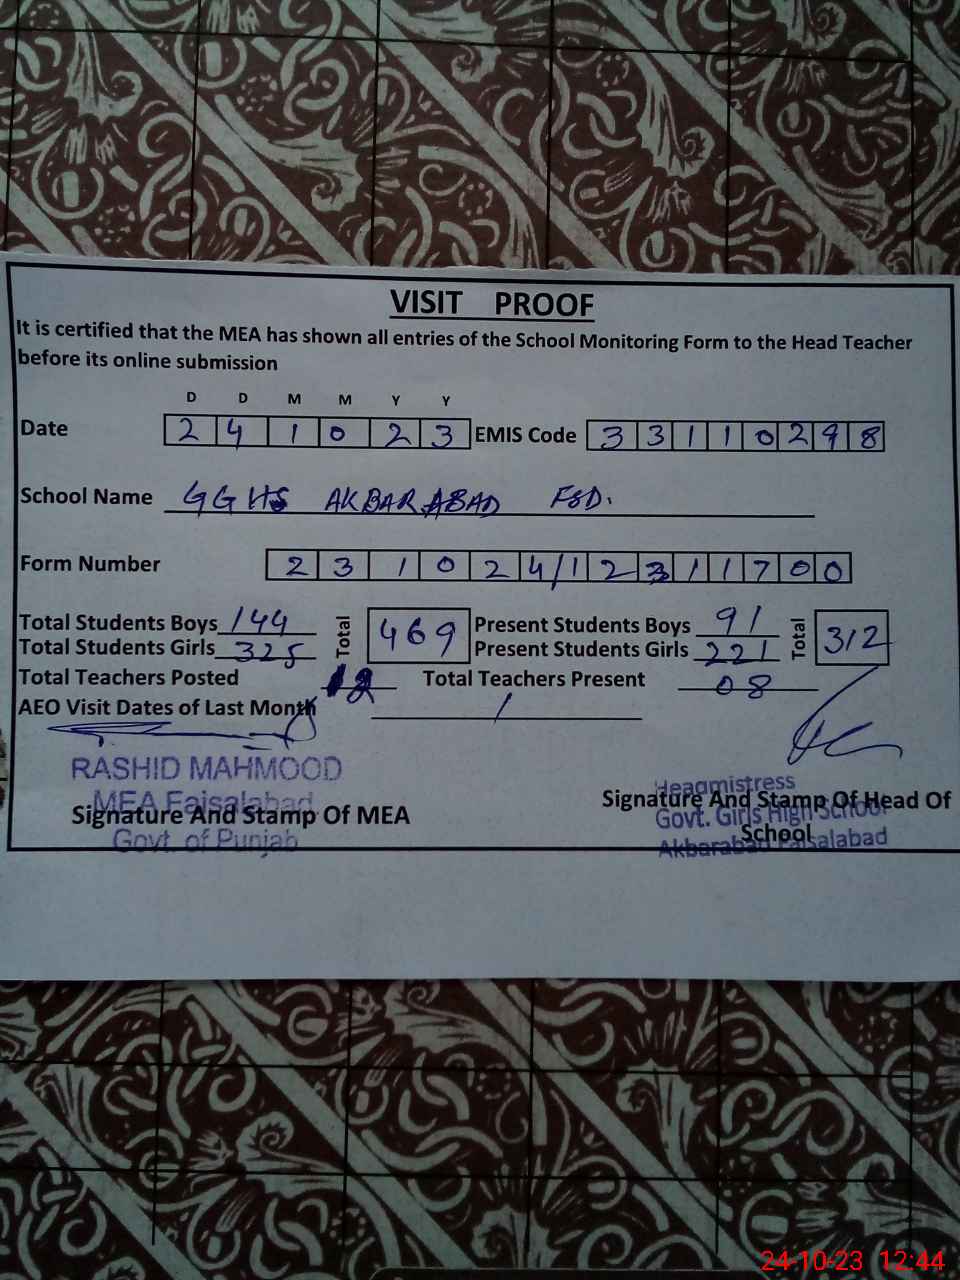 VISIT PROOF
It is certified that the MEA has shown all entries of the School Monitoring Form to the Head Teacher
before its online submission
D D M M Y Y
Date 2 4 1 0 2 3 EMIS Code 3 3 1 1 0 2 9 8
School Name GGHS AKBARABAD FSD.
Form Number 2 3 1 0 2 4/1 2 3 1 1 7 0 0
Total Students Boys 144 Total 469 Present Students Boys 91 Total 312
Total Students Girls 325 Present Students Girls 221
Total Teachers Posted 12 Total Teachers Present 08
AEO Visit Dates of Last Month /
RASHID MAHMOOD
MEA Faisalabad
Signature And Stamp Of MEA
Govt. of Punjab
Headmistress
Signature And Stamp Of Head Of
Govt. Girls High School
School
Akbarabad Faisalabad
24-10-23 12:44